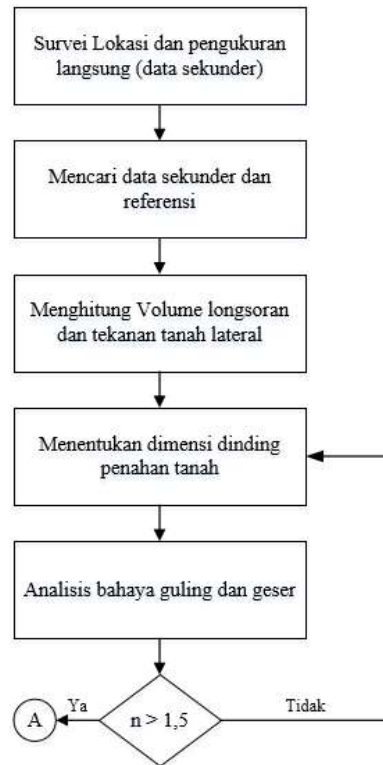 Survei Lokasi dan pengukuran
langsung (data sekunder)
Mencari data sekunder dan
referensi
Menghitung Volume longsoran
dan tekanan tanah lateral
Menentukan dimensi dinding
penahan tanah
Analisis bahaya guling dan geser
A
Ya
n > 1,5
Tidak